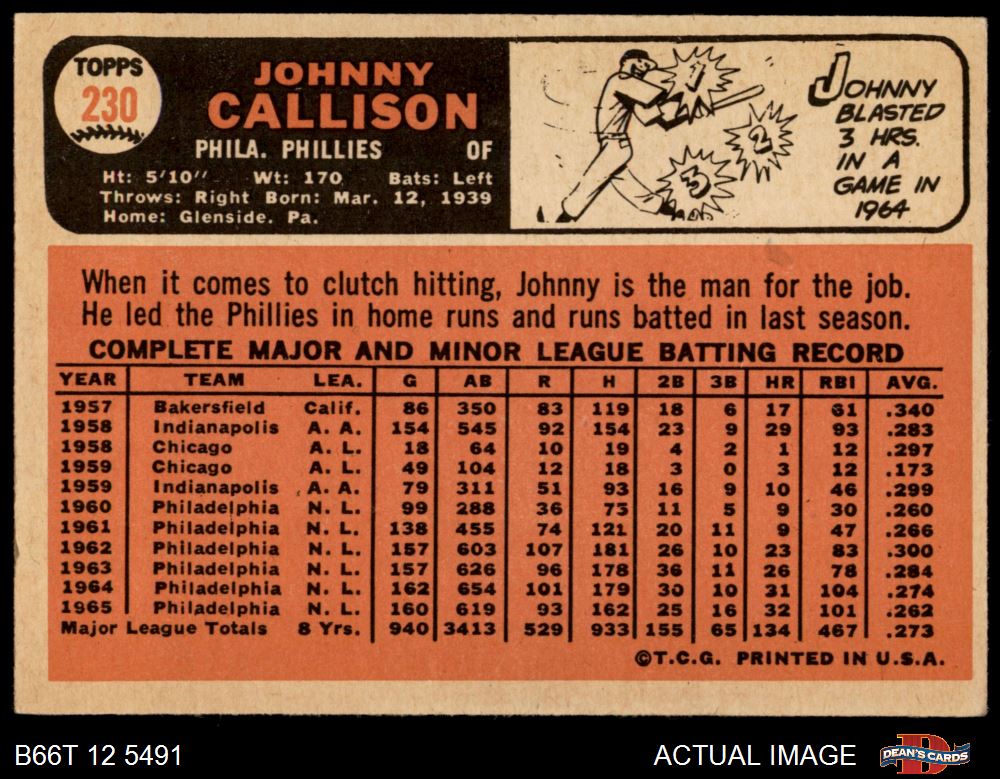 TOPPS
230
JOHNNY
CALLISON
PHILA. PHILLIES OF
Ht: 5'10" Wt: 170 Bats: Left
Throws: Right Born: Mar. 12, 1939
Home: Glenside, Pa.
1
2
3
JOHNNY
BLASTED
3 HRS.
IN A
GAME IN
1964
When it comes to clutch hitting, Johnny is the man for the job.
He led the Phillies in home runs and runs batted in last season.
COMPLETE MAJOR AND MINOR LEAGUE BATTING RECORD
YEAR TEAM LEA. G AB R H 2B 3B HR RBI AVG.
1957 Bakersfield Calif. 86 350 83 119 18 6 17 61 .340
1958 Indianapolis A. A. 154 545 92 154 23 9 29 93 .283
1958 Chicago A. L. 18 64 10 19 4 2 1 12 .297
1959 Chicago A. L. 49 104 12 18 3 0 3 12 .173
1959 Indianapolis A. A. 79 311 51 93 16 9 10 46 .299
1960 Philadelphia N. L. 99 288 36 75 11 5 9 30 .260
1961 Philadelphia N. L. 138 455 74 121 20 11 9 47 .266
1962 Philadelphia N. L. 157 603 107 181 26 10 23 83 .300
1963 Philadelphia N. L. 157 626 96 178 36 11 26 78 .284
1964 Philadelphia N. L. 162 654 101 179 30 10 31 104 .274
1965 Philadelphia N. L. 160 619 93 162 25 16 32 101 .262
Major League Totals 8 Yrs. 940 3413 529 933 155 65 134 467 .273
©T.C.G. PRINTED IN U.S.A.
B66T 12 5491 ACTUAL IMAGE DEAN'S CARDS